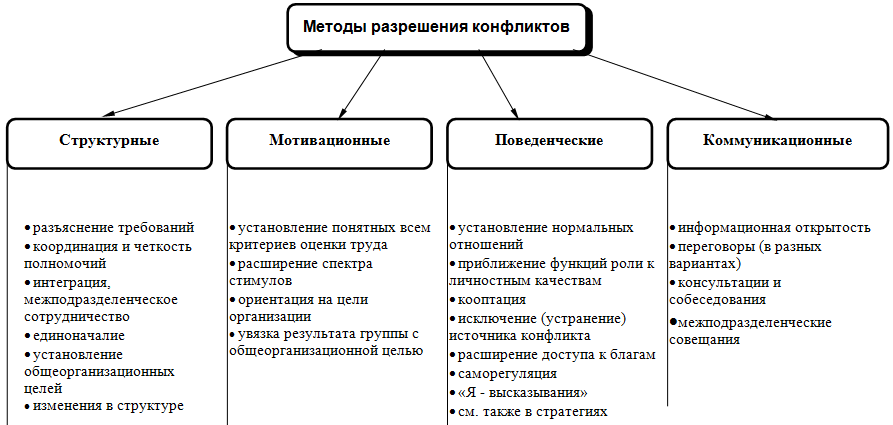 Методы разрешения конфликтов
Структурные
• разъяснение требований
• координация и четкость
полномочий
• интеграция,
межподразделенческое
сотрудничество
• единоначалие
• установление
общеорганизационных
целей
• изменения в структуре
Мотивационные
• установление понятных всем
критериев оценки труда
• расширение спектра
стимулов
• ориентация на цели
организации
• увязка результата группы с
общеорганизационной целью
Поведенческие
• установление нормальных
отношений
• приближение функций роли к
личностным качествам
• кооптация
• исключение (устранение)
источника конфликта
• расширение доступа к благам
• саморегуляция
• «Я - высказывания»
• см. также в стратегиях
Коммуникационные
• информационная открытость
• переговоры (в разных
вариантах)
• консультации и
собеседования
• межподразделенческие
совещания